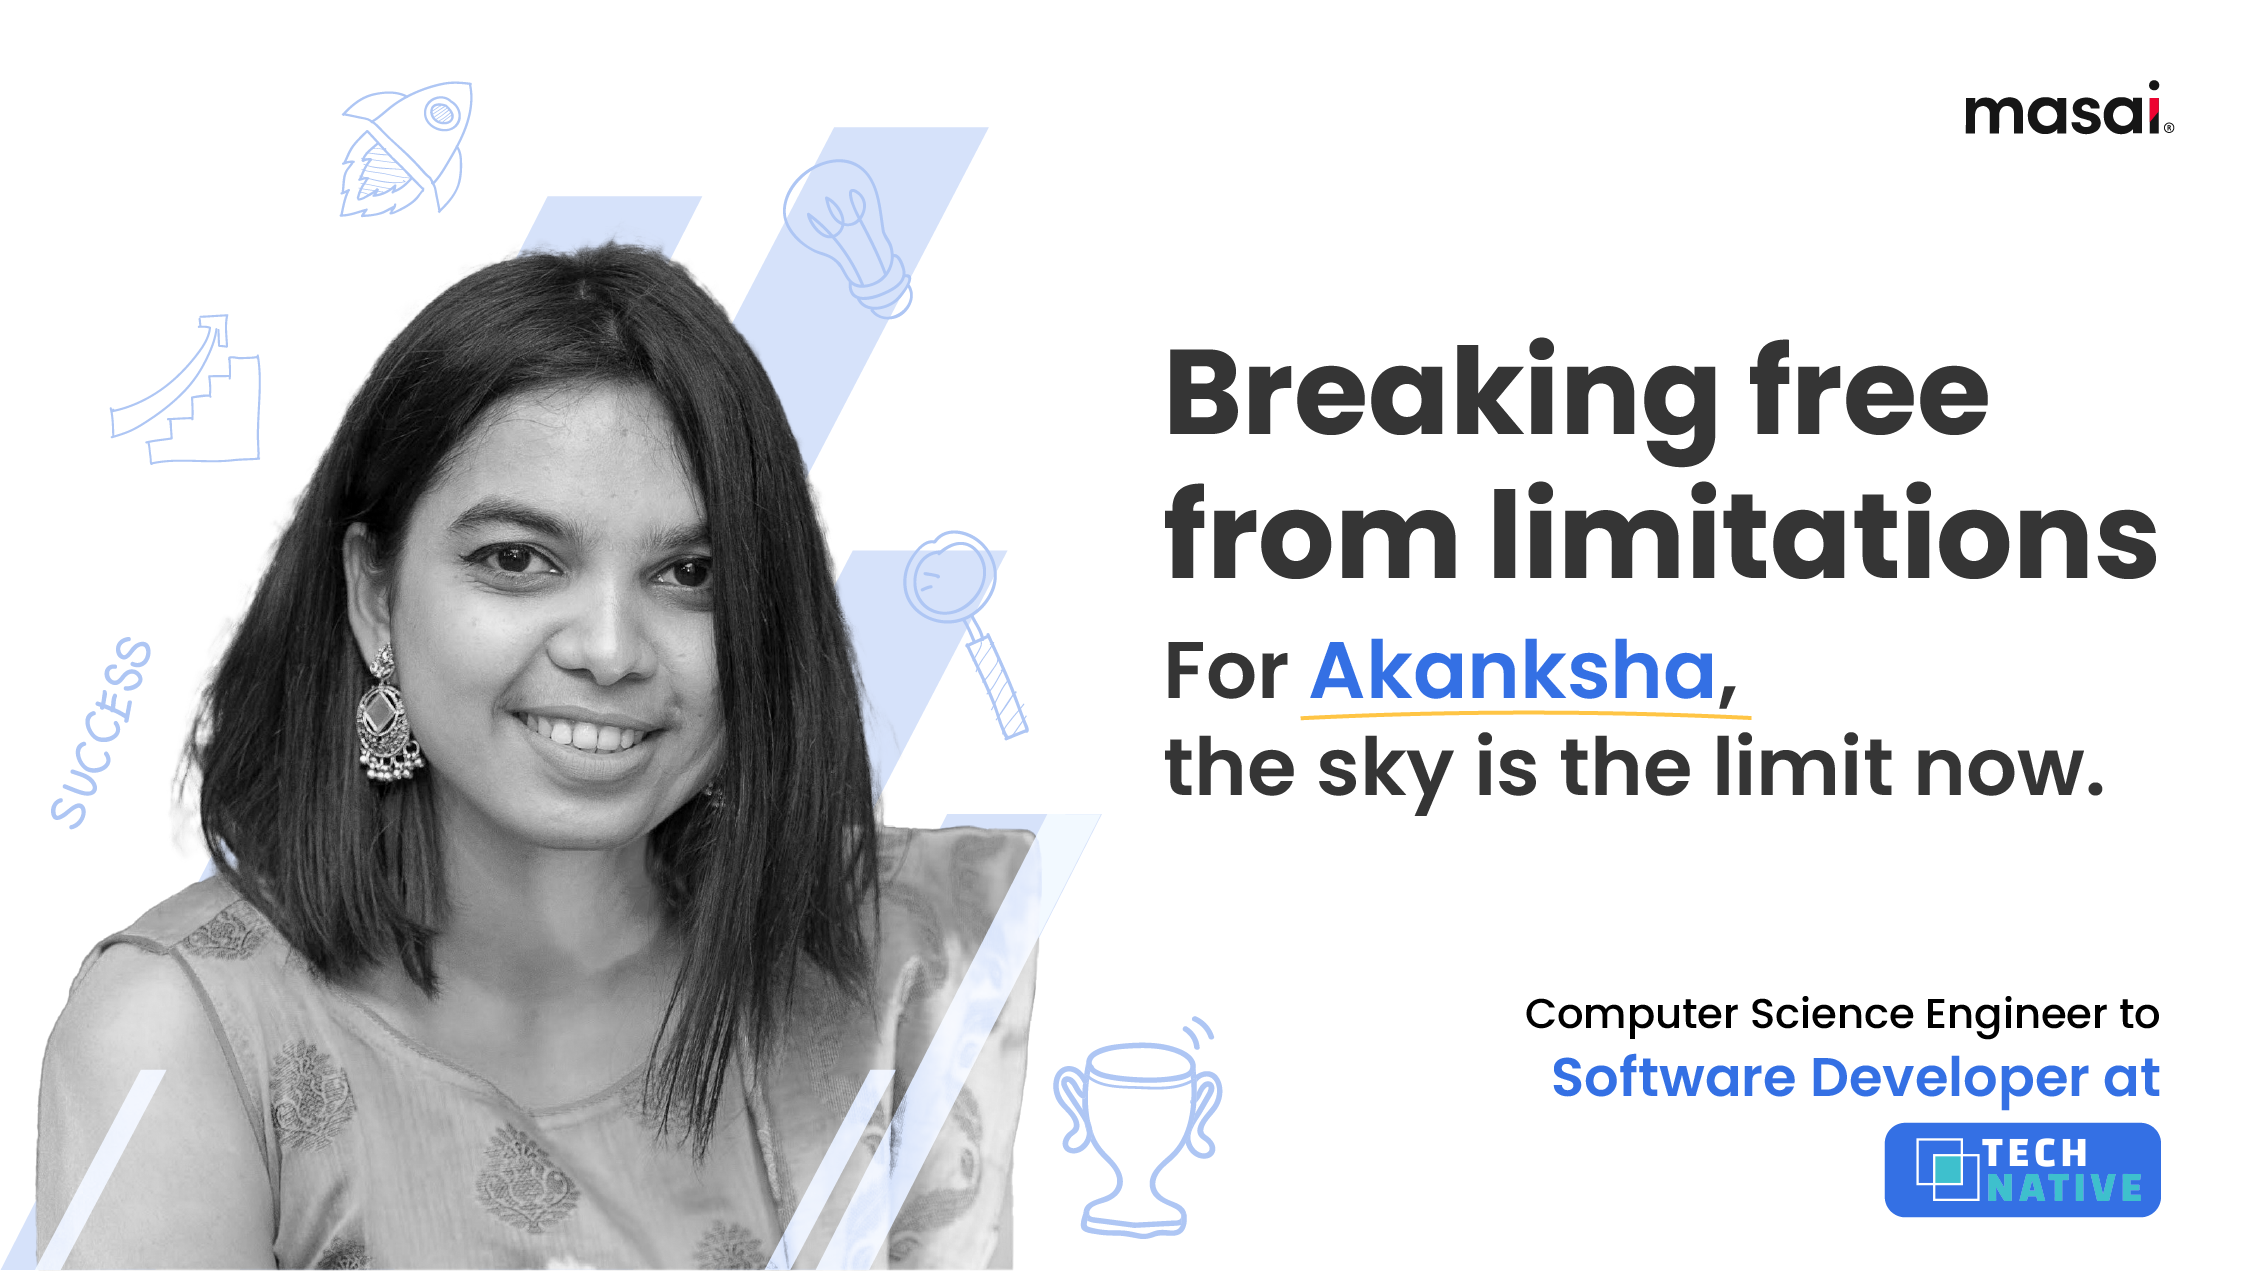 masai®
Breaking free
from limitations
For Akanksha,
the sky is the limit now.
SUCCESS
Computer Science Engineer to
Software Developer at
TECH
NATIVE